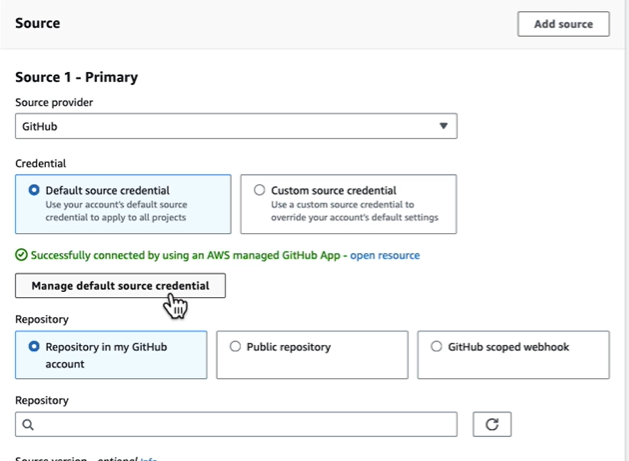 Source
Add source
Source 1 - Primary
Source provider
GitHub
Credential
Default source credential
Use your account's default source
credential to apply to all projects
Custom source credential
Use a custom source credential to
override your account's default settings
Successfully connected by using an AWS managed GitHub App - open resource
Manage default source credential
Repository
Repository in my GitHub
account
Public repository
GitHub scoped webhook
Repository
Source version - optional Info